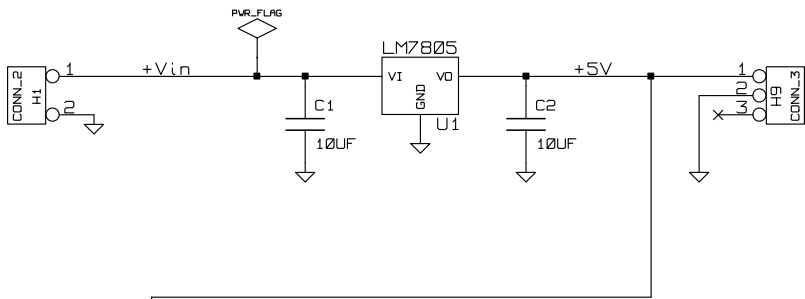 PWR_FLAG
LM7805
CONN_2
H1
1
2
+Vin
VI
VO
GND
U1
C1
10UF
C2
10UF
+5V
1
2
3
H9
CONN_3